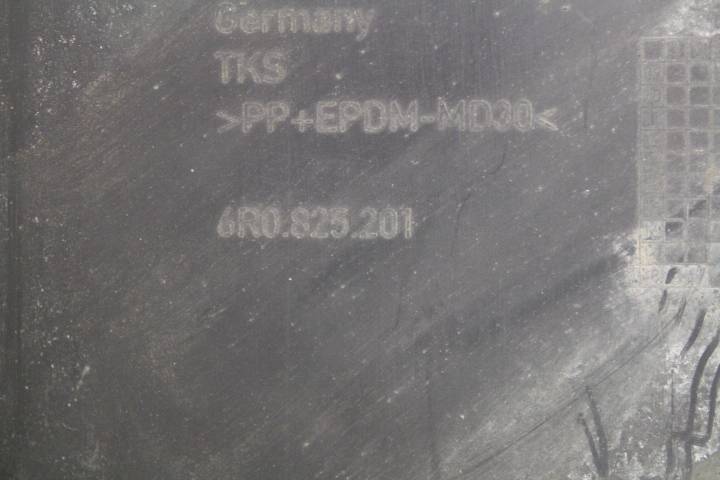 Germany
TKS
>PP+EPDM-MD30<
6R0.825.201